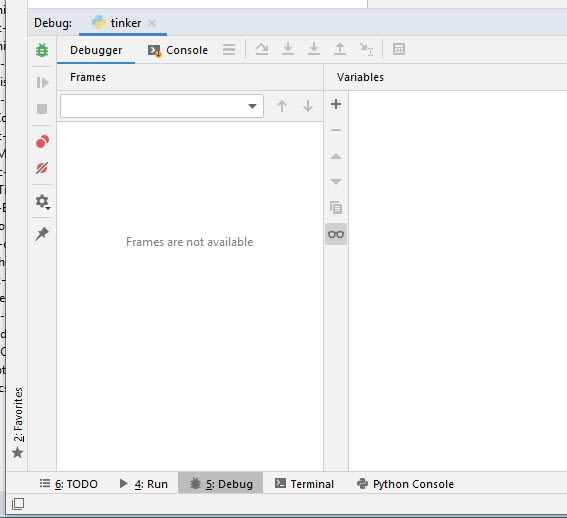 Debug: tinker
Debugger Console
Frames Variables
Frames are not available
2: Favorites
6: TODO 4: Run 5: Debug Terminal Python Console